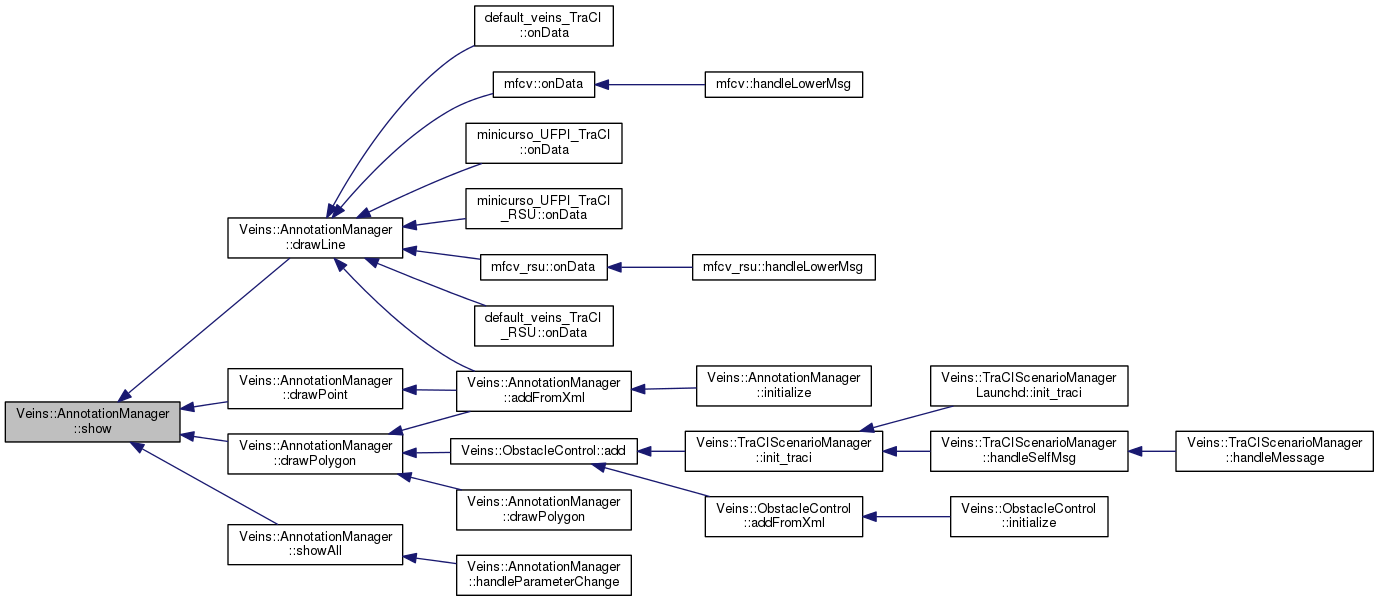 default_veins_TraCI
::onData
mfcv::onData
mfcv::handleLowerMsg
minicurso_UFPI_TraCI
::onData
minicurso_UFPI_TraCI
_RSU::onData
Veins::AnnotationManager
::drawLine
mfcv_rsu::onData
mfcv_rsu::handleLowerMsg
default_veins_TraCI
_RSU::onData
Veins::AnnotationManager
::drawPoint
Veins::AnnotationManager
::addFromXml
Veins::AnnotationManager
::initialize
Veins::TraCIScenarioManager
Launchd::init_traci
Veins::AnnotationManager
::show
Veins::AnnotationManager
::drawPolygon
Veins::ObstacleControl::add
Veins::TraCIScenarioManager
::init_traci
Veins::TraCIScenarioManager
::handleSelfMsg
Veins::TraCIScenarioManager
::handleMessage
Veins::AnnotationManager
::drawPolygon
Veins::ObstacleControl
::addFromXml
Veins::ObstacleControl
::initialize
Veins::AnnotationManager
::showAll
Veins::AnnotationManager
::handleParameterChange